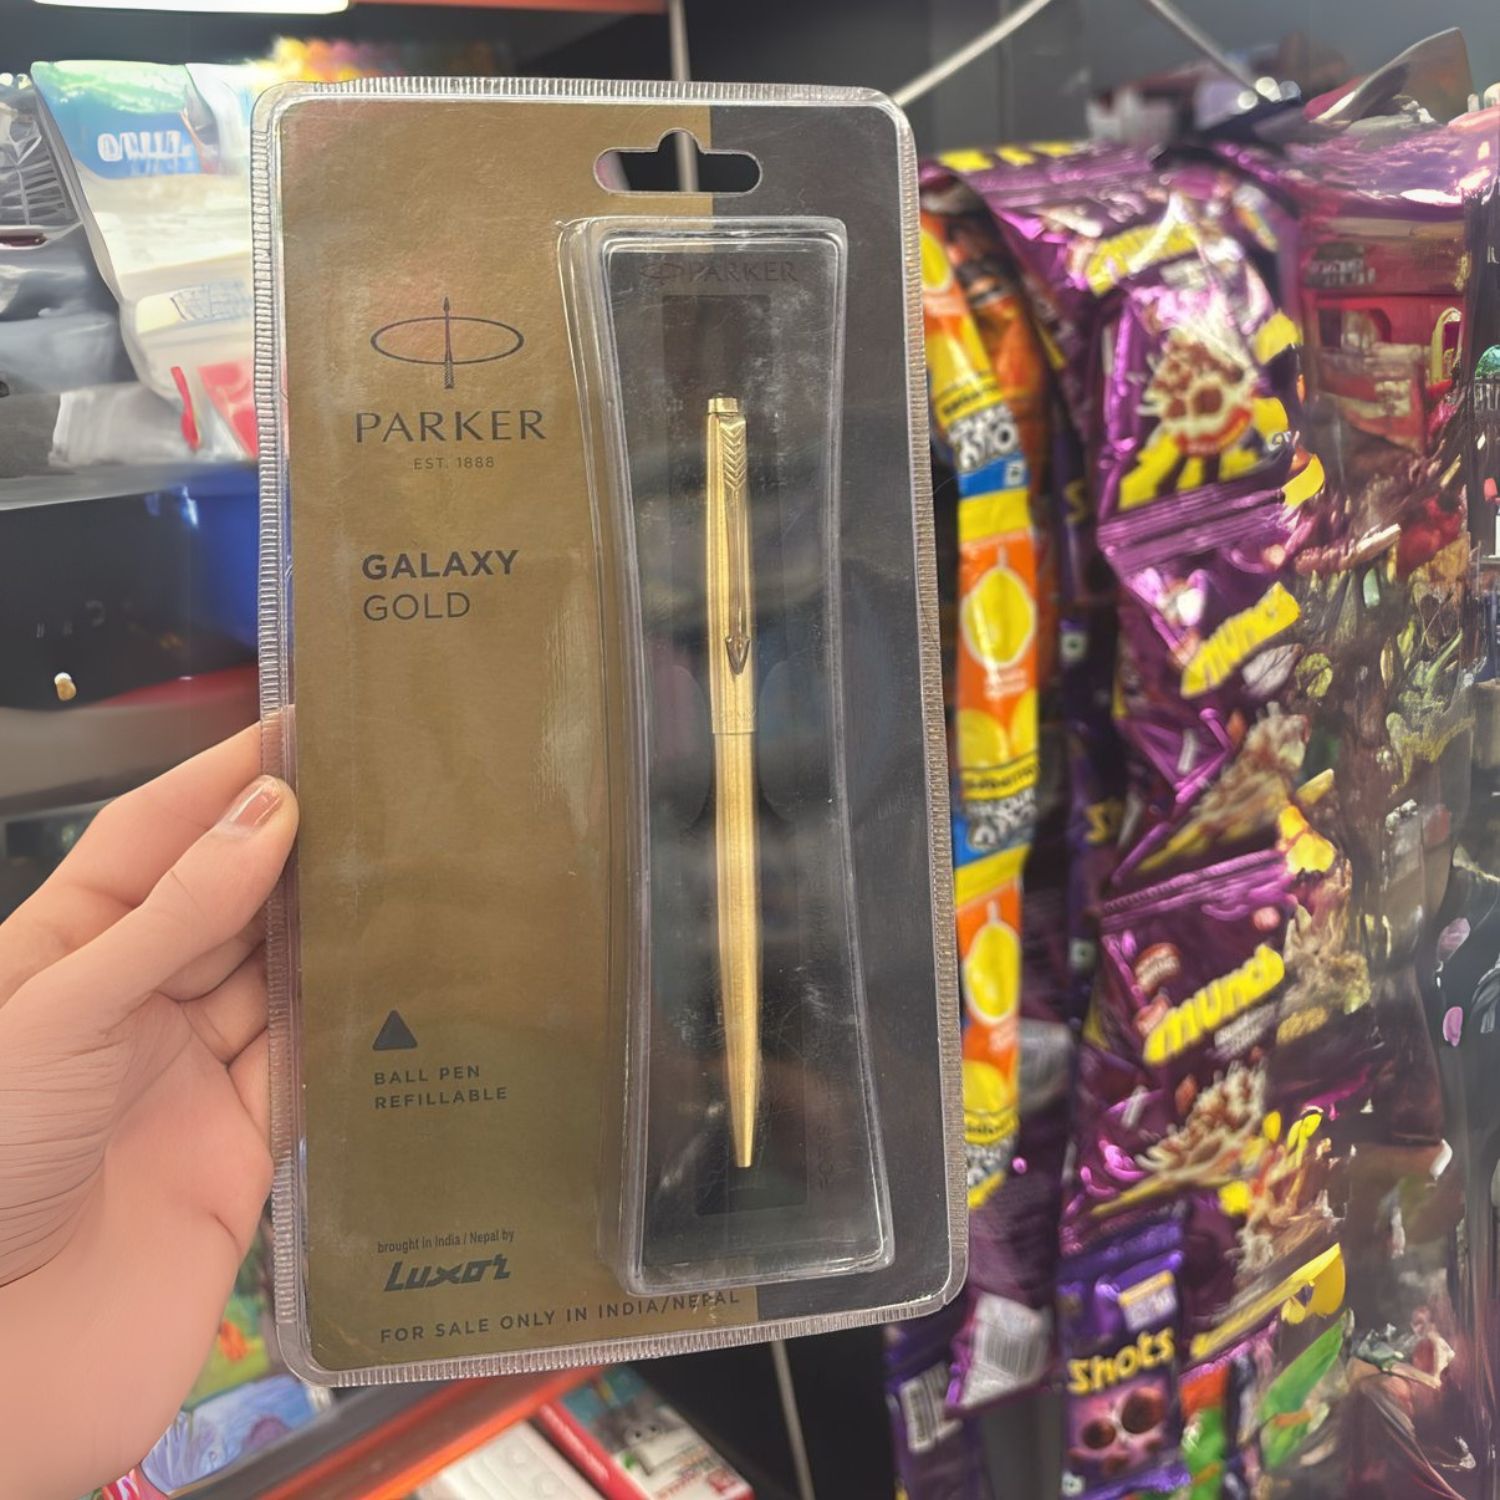 PARKER
EST. 1888
GALAXY
GOLD
BALL PEN
REFILLABLE
brought in India / Nepal by
Luxor
FOR SALE ONLY IN INDIA/NEPAL
PARKER
munch
munch
munch
Shots